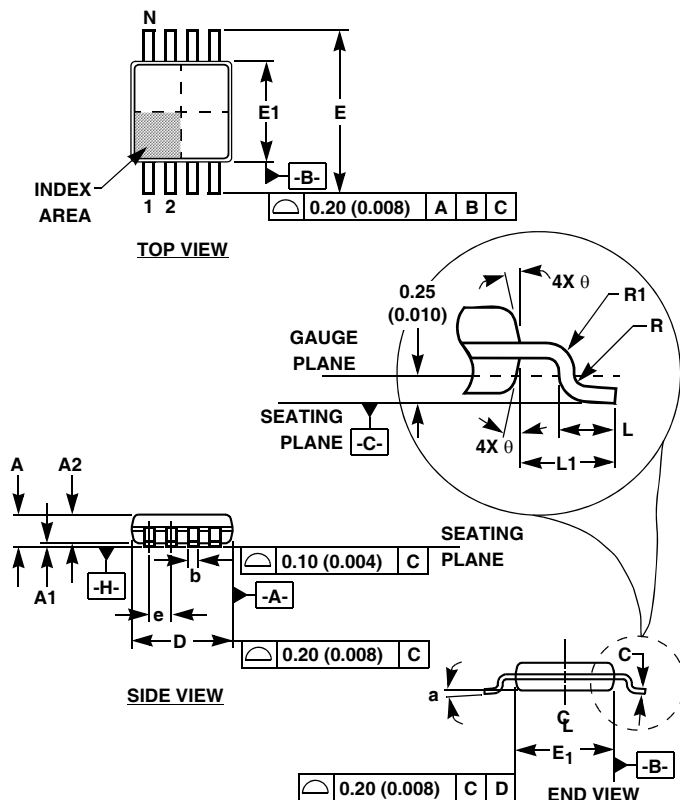 N
E1
E
-B-
INDEX
AREA
1 2
0.20 (0.008) A B C
TOP VIEW
0.25
(0.010)
4X θ
R1
R
GAUGE
PLANE
SEATING
PLANE
-C-
4X θ
L
L1
A
A2
SEATING
PLANE
0.10 (0.004) C
A1
-H-
b
-A-
e
D
0.20 (0.008) C
SIDE VIEW
C
a
CL
E1
-B-
0.20 (0.008) C D
END VIEW